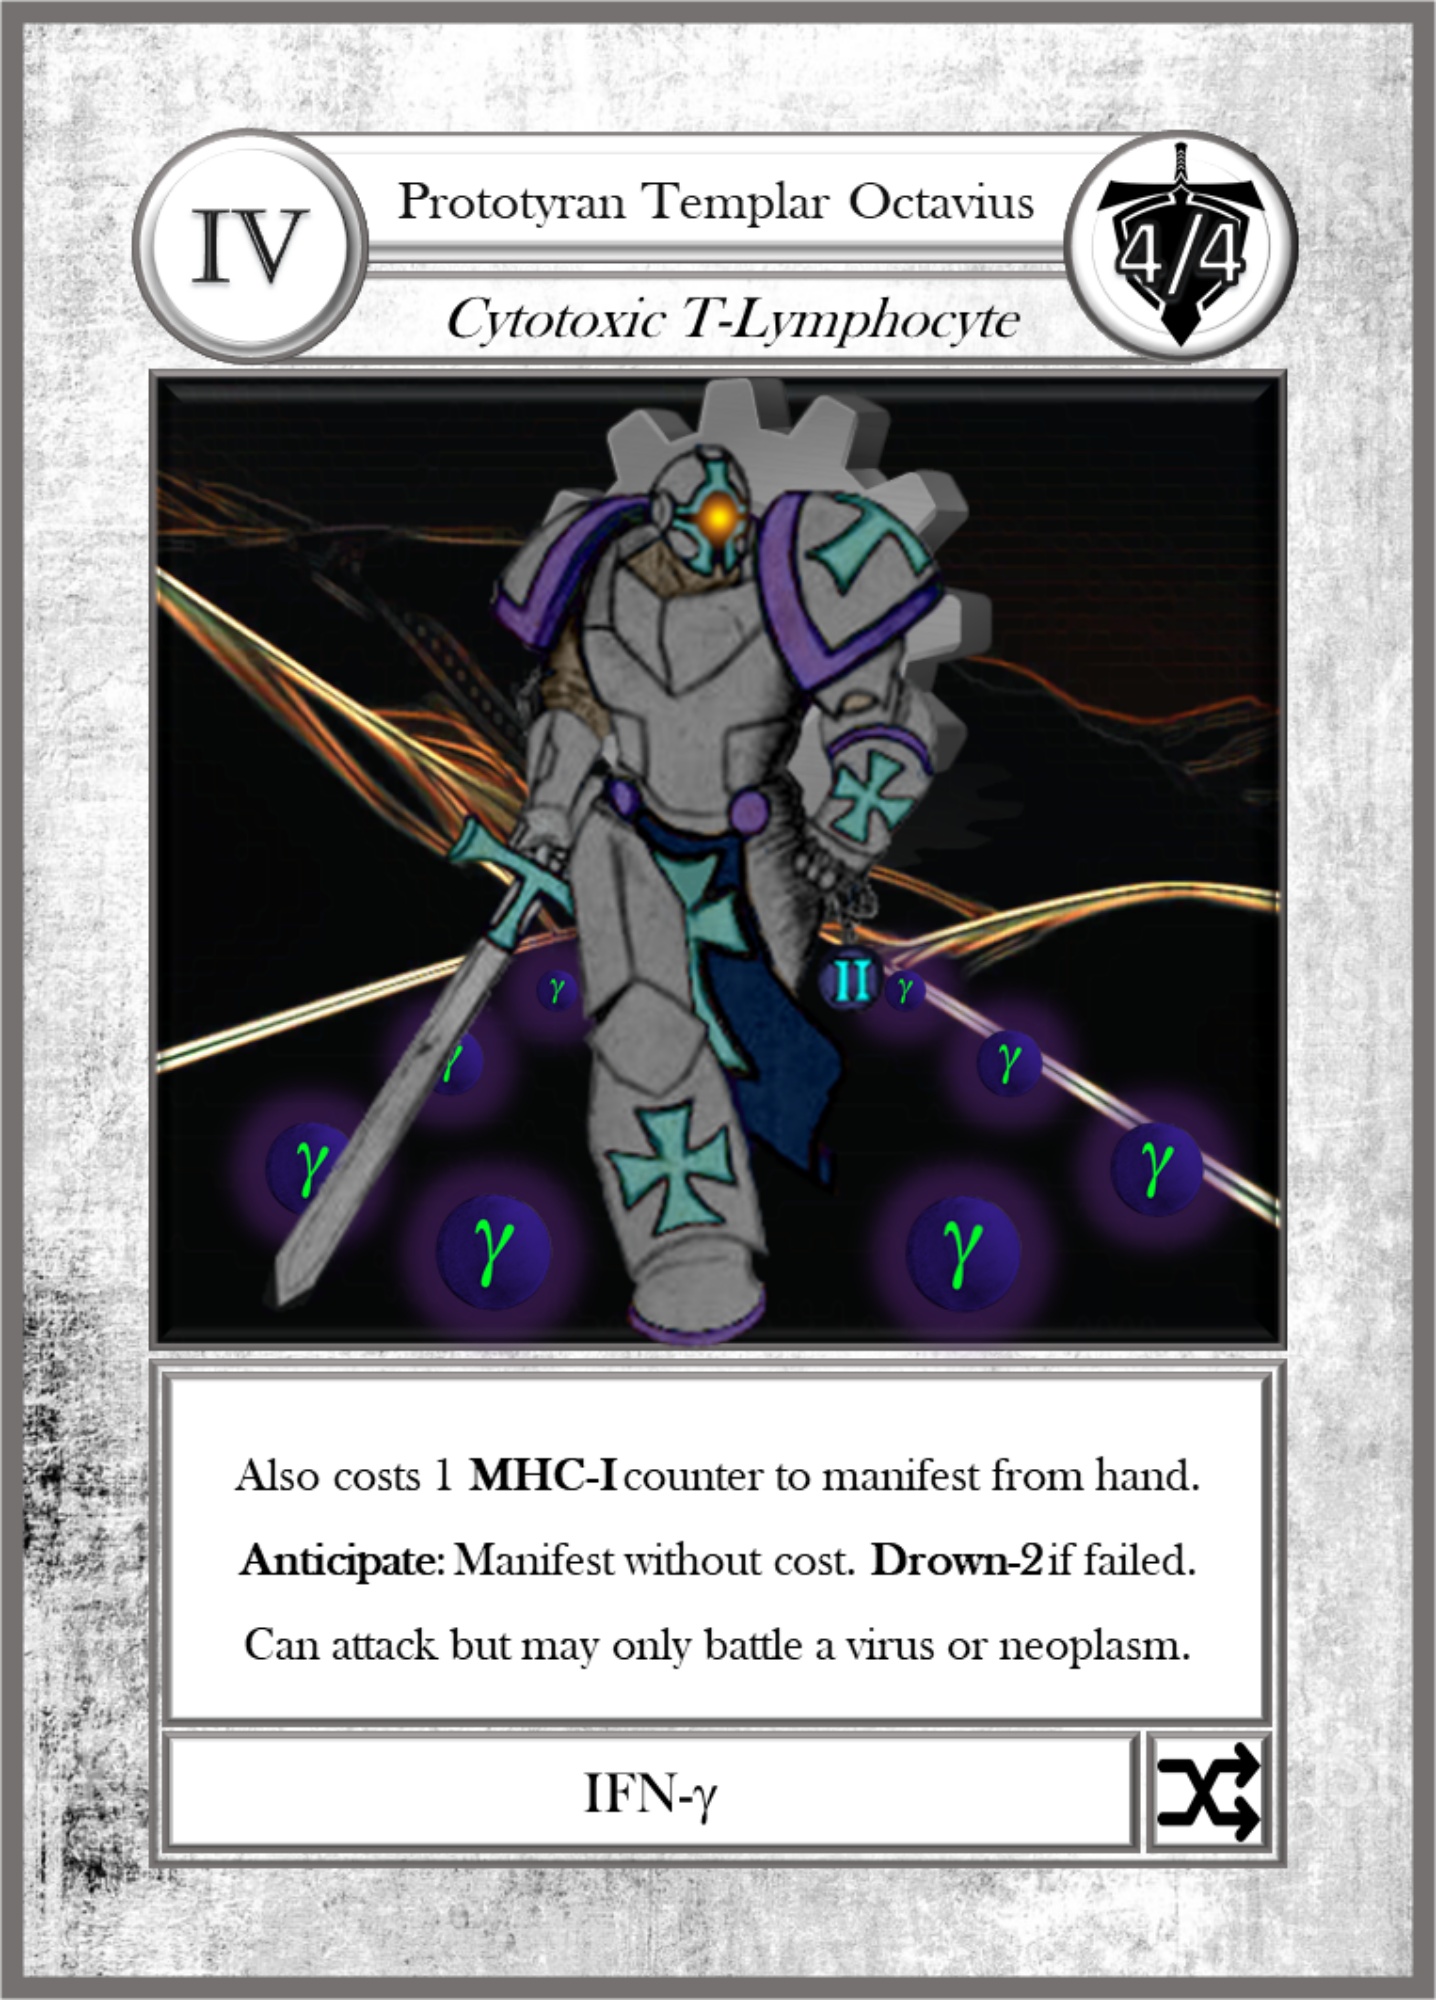 IV
Prototyran Templar Octavius
4/4
Cytotoxic T-Lymphocyte
II
γ γ
γ γ
γ γ
γ γ
Also costs 1 MHC-I counter to manifest from hand.
Anticipate: Manifest without cost. Drown-2 if failed.
Can attack but may only battle a virus or neoplasm.
IFN-γ